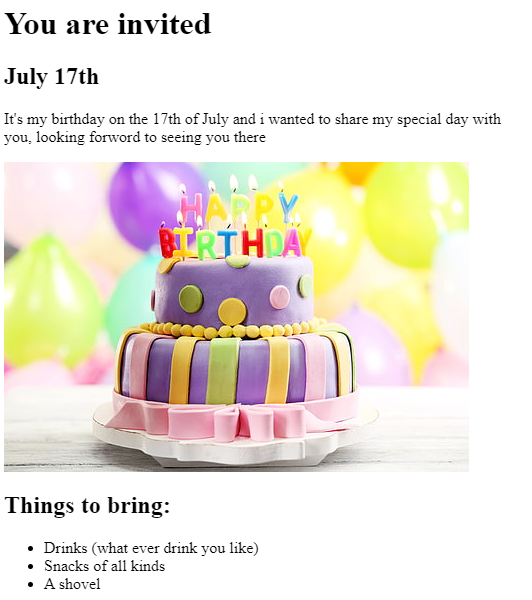 You are invited
July 17th
It's my birthday on the 17th of July and i wanted to share my special day with
you, looking forword to seeing you there
HAPPY
BIRTHDAY
Things to bring:
Drinks (what ever drink you like)
Snacks of all kinds
A shovel